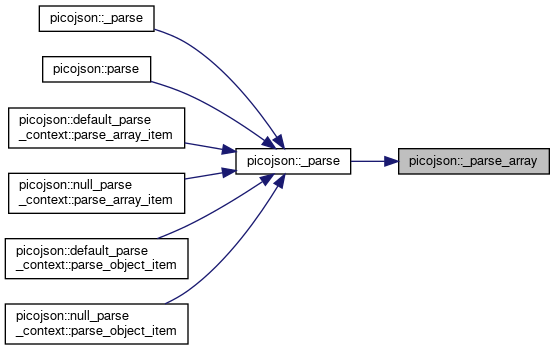 picojson::_parse
picojson::parse
picojson::default_parse
_context::parse_array_item
picojson::_parse
picojson::_parse_array
picojson::null_parse
_context::parse_array_item
picojson::default_parse
_context::parse_object_item
picojson::null_parse
_context::parse_object_item